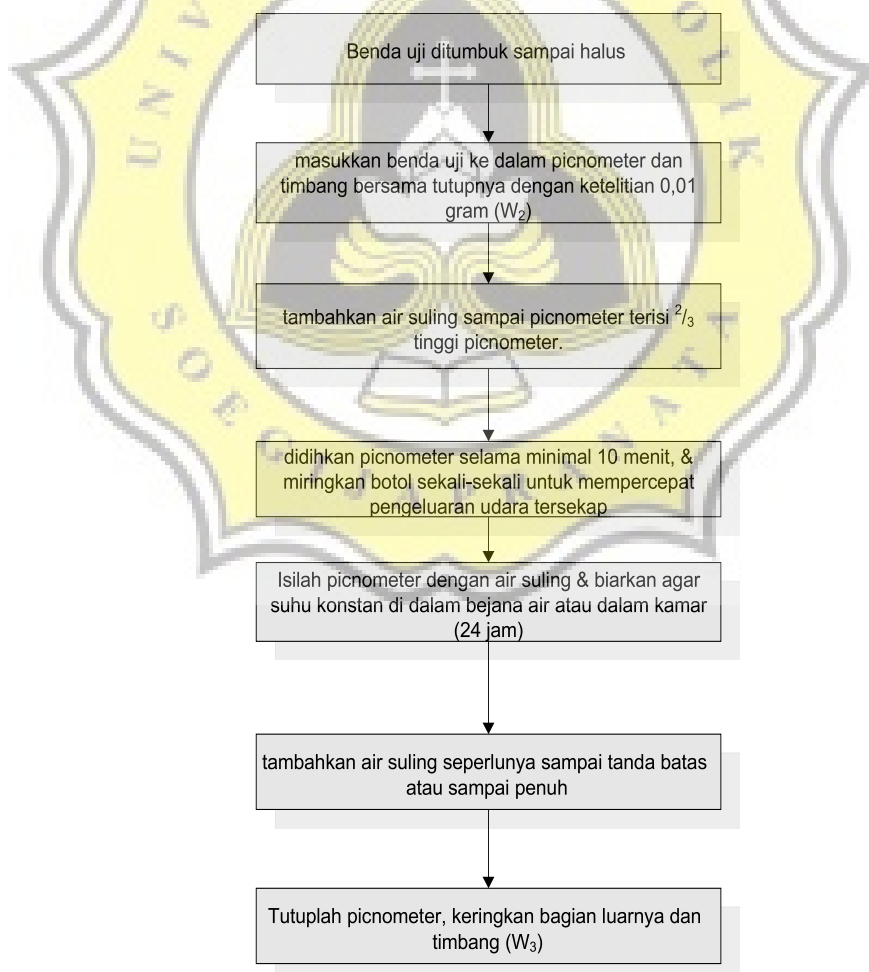 Benda uji ditumbuk sampai halus
masukkan benda uji ke dalam picnometer dan
timbang bersama tutupnya dengan ketelitian 0,01
gram (W₂)
tambahkan air suling sampai picnometer terisi ²/₃
tinggi picnometer.
didihkan picnometer selama minimal 10 menit, &
miringkan botol sekali-sekali untuk mempercepat
pengeluaran udara tersekap
Isilah picnometer dengan air suling & biarkan agar
suhu konstan di dalam bejana air atau dalam kamar
(24 jam)
tambahkan air suling seperlunya sampai tanda batas
atau sampai penuh
Tutuplah picnometer, keringkan bagian luarnya dan
timbang (W₃)
UNIV
OLIK
SOEGIJAPRANATA